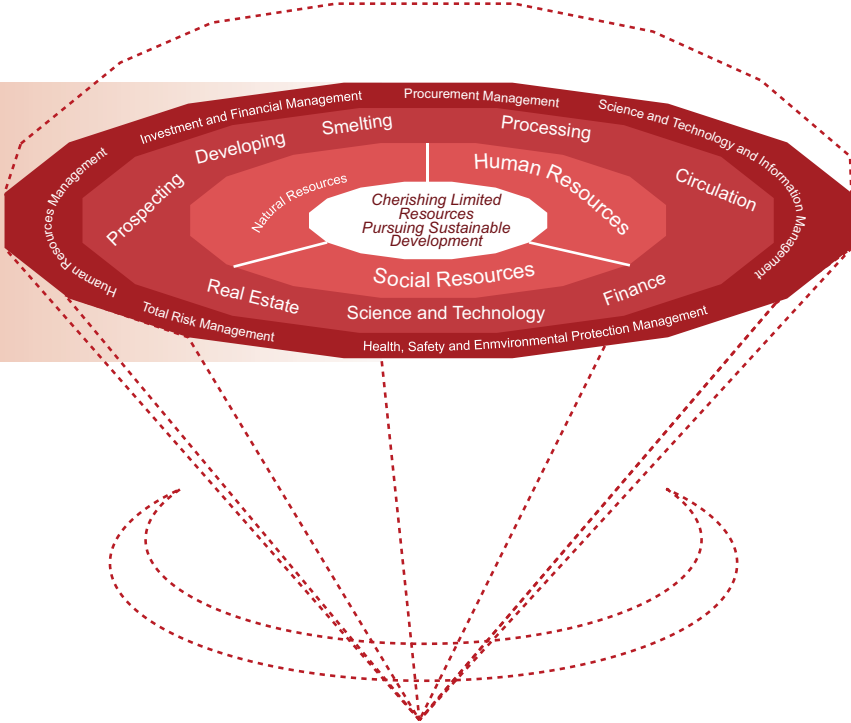 Procurement Management
Investment and Financial Management
Science and Technology and Information Management
Smelting
Processing
Developing
Human Resources Management
Prospecting
Circulation
Natural Resources
Human Resources
Cherishing Limited
Resources
Pursuing Sustainable
Development
Social Resources
Real Estate
Science and Technology
Finance
Total Risk Management
Health, Safety and Enmvironmental Protection Management